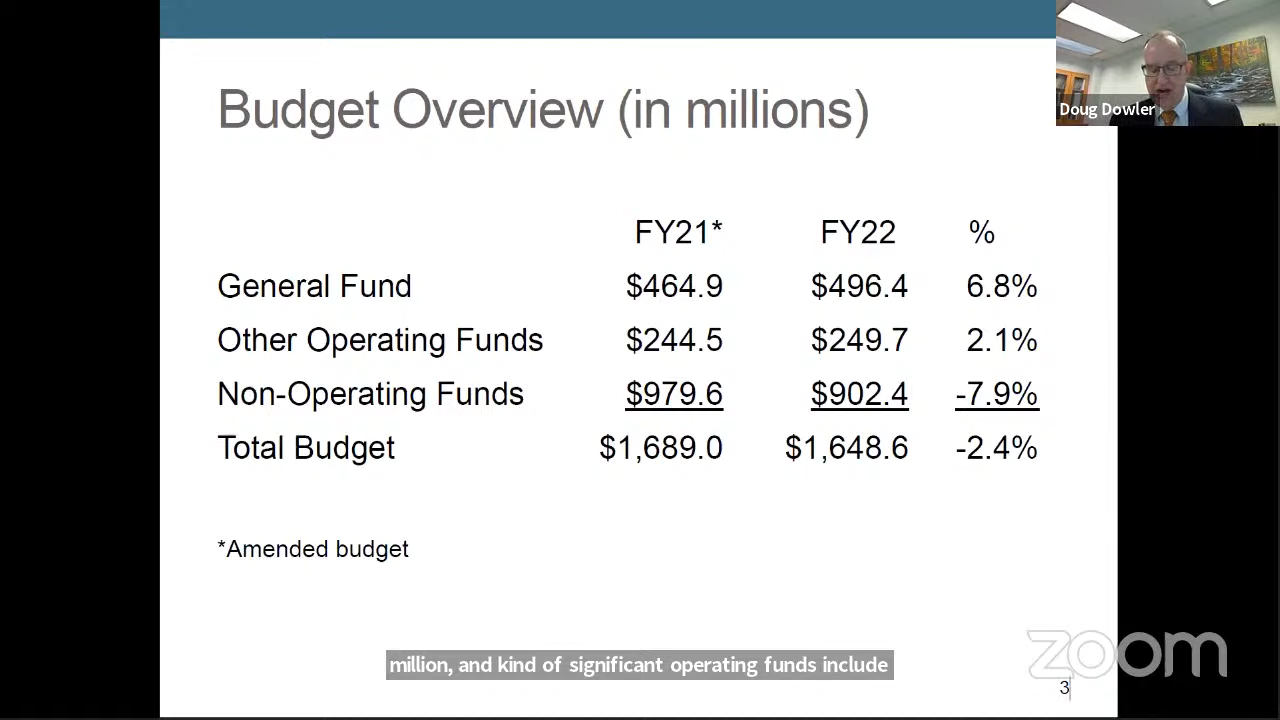 Budget Overview (in millions)
Doug Dowler
FY21* FY22 %
General Fund $464.9 $496.4 6.8%
Other Operating Funds $244.5 $249.7 2.1%
Non-Operating Funds $979.6 $902.4 -7.9%
Total Budget $1,689.0 $1,648.6 -2.4%
*Amended budget
million, and kind of significant operating funds include
zoom
3